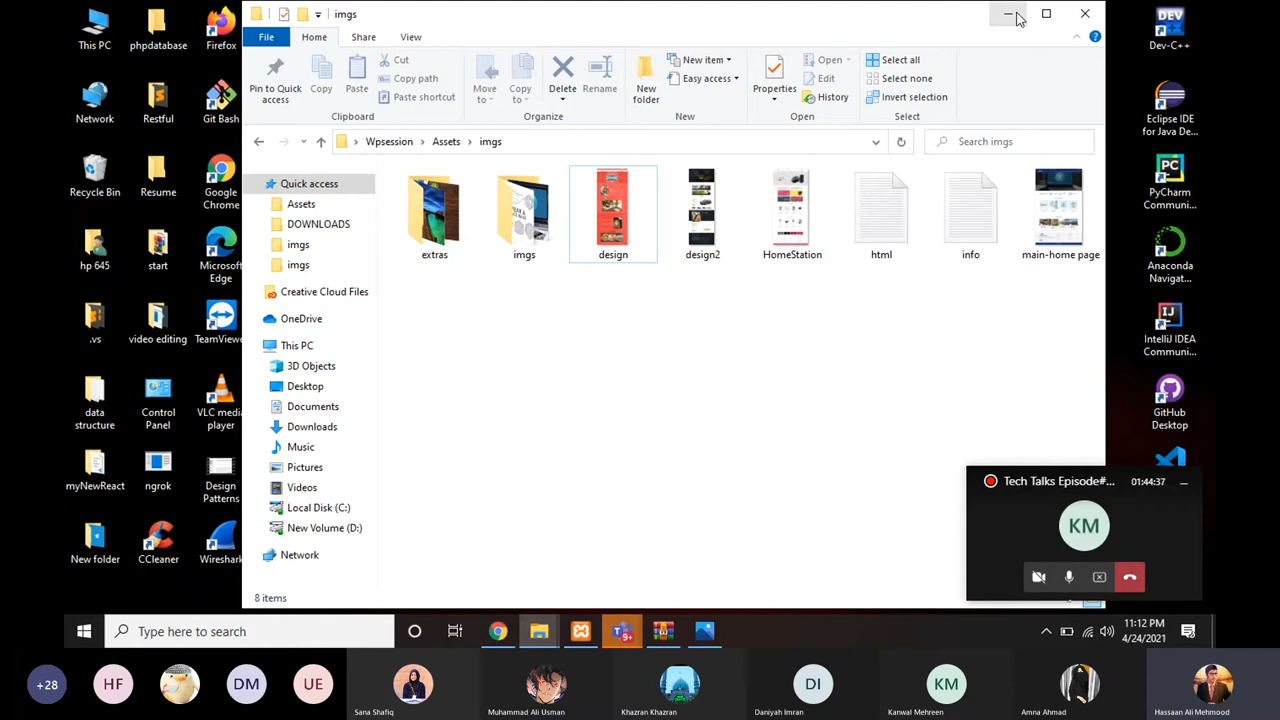 imgs
File
Home
Share
View
Pin to Quick access
Copy
Paste
Cut
Copy path
Paste shortcut
Clipboard
Move to
Copy to
Delete
Rename
Organize
New folder
New item
Easy access
New
Properties
Open
Edit
History
Open
Select all
Select none
Invert selection
Select
Wpsession
Assets
imgs
Search imgs
Quick access
Assets
DOWNLOADS
imgs
imgs
Creative Cloud Files
OneDrive
This PC
3D Objects
Desktop
Documents
Downloads
Music
Pictures
Videos
Local Disk (C:)
New Volume (D:)
Network
extras
imgs
design
design2
HomeStation
html
info
main-home page
8 items
This PC
phpdatabase
Firefox
Network
Restful
Git Bash
Recycle Bin
Resume
Google Chrome
hp 645
start
Microsoft Edge
.vs
video editing
TeamViewe
data structure
Control Panel
VLC media player
myNewReact
ngrok
Design Patterns
New folder
CCleaner
Wireshark
DEV
Dev-C++
Eclipse IDE for Java De...
PC
PyCharm Communi...
Anaconda Navigat...
IJ
IntelliJ IDEA Communi...
GitHub Desktop
Tech Talks Episode#...
01:44:37
KM
Type here to search
9+
11:12 PM
4/24/2021
+28
HF
DM
UE
Sana Shafiq
Muhammad Ali Usman
Khazran Khazran
DI
Daniyah Imran
KM
Kanwal Mehreen
Amna Ahmad
Hassaan Ali Mehmood